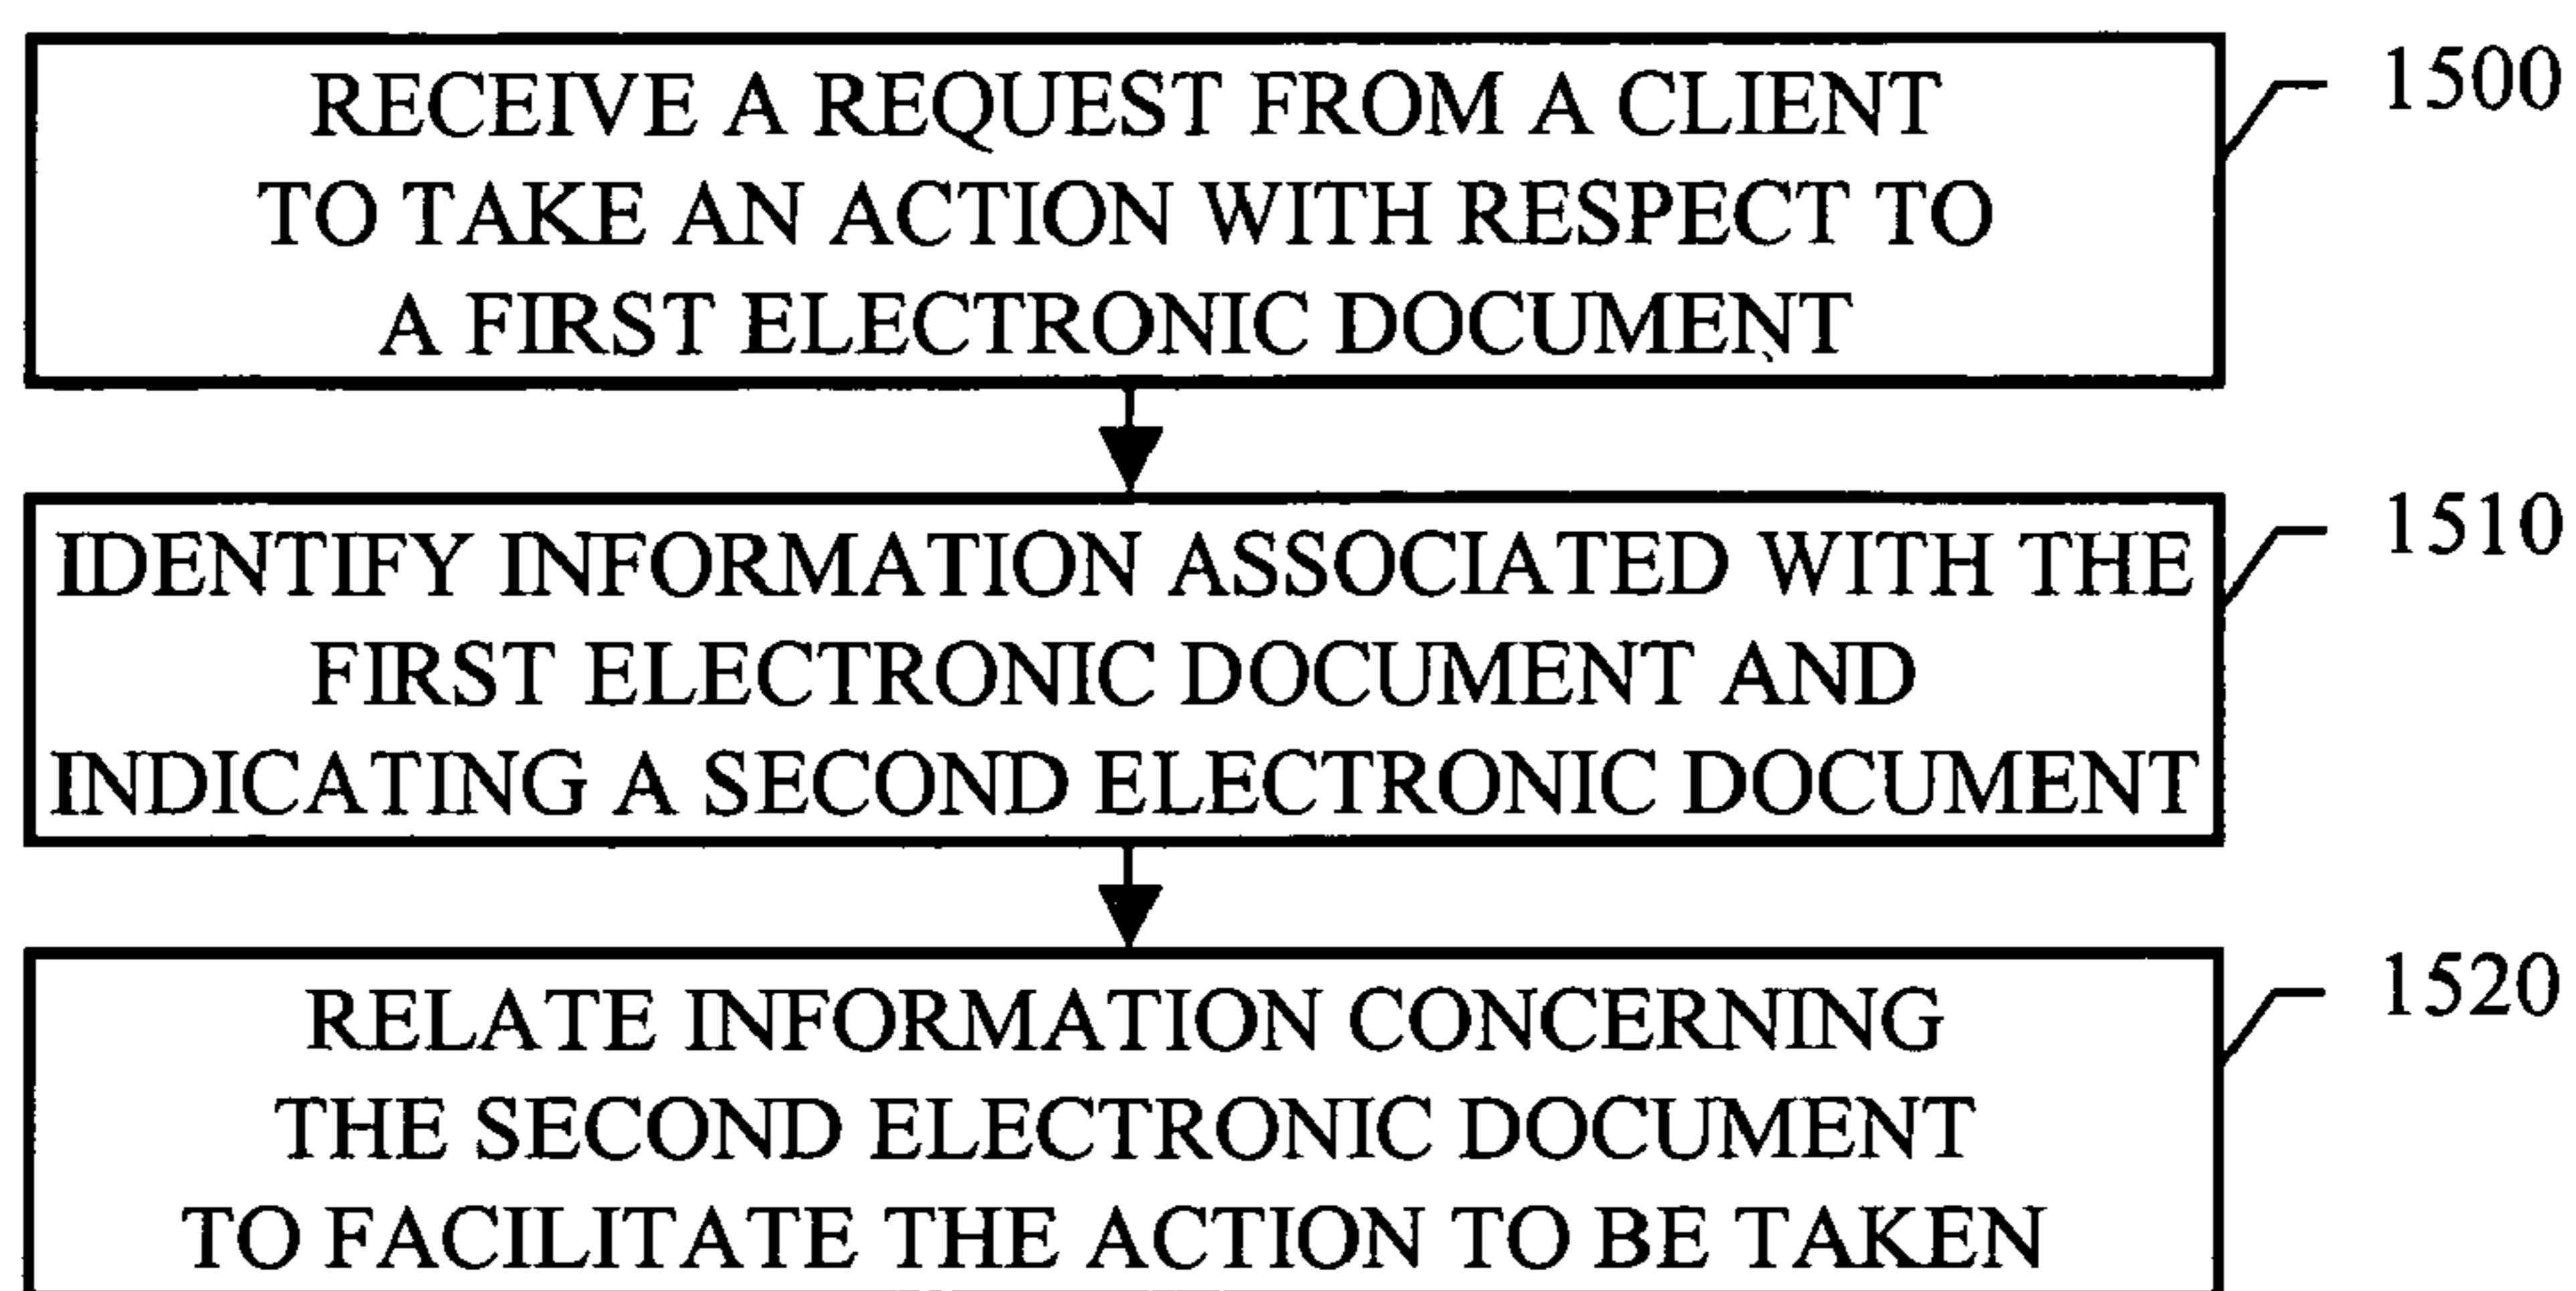 RECEIVE A REQUEST FROM A CLIENT
TO TAKE AN ACTION WITH RESPECT TO
A FIRST ELECTRONIC DOCUMENT
1500
IDENTIFY INFORMATION ASSOCIATED WITH THE
FIRST ELECTRONIC DOCUMENT AND
INDICATING A SECOND ELECTRONIC DOCUMENT
1510
RELATE INFORMATION CONCERNING
THE SECOND ELECTRONIC DOCUMENT
TO FACILITATE THE ACTION TO BE TAKEN
1520